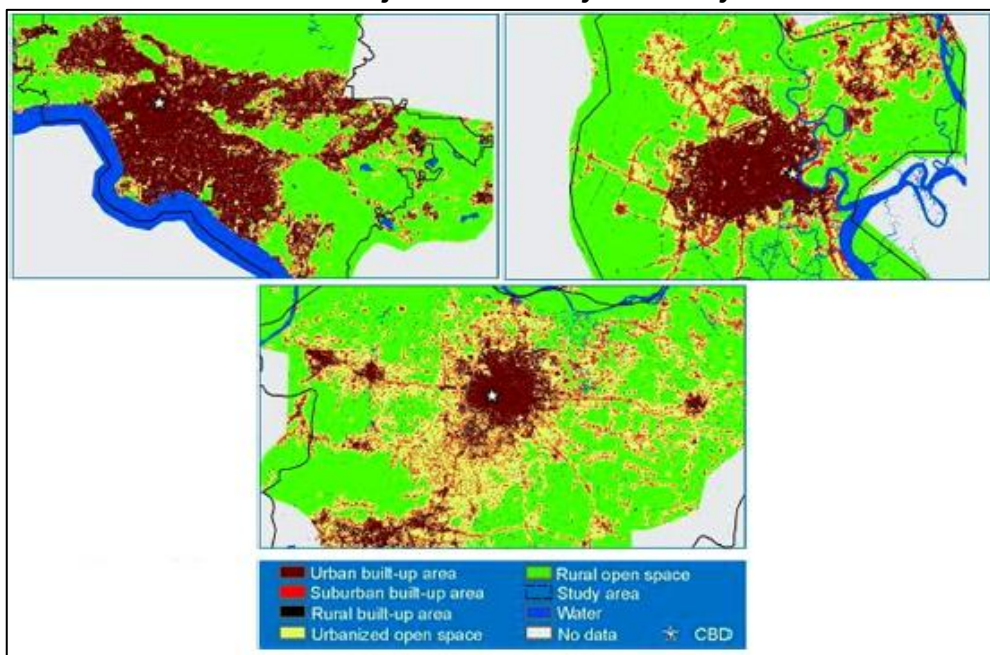 Urban built-up area
Suburban built-up area
Rural built-up area
Urbanized open space
Rural open space
Study area
Water
No data
CBD